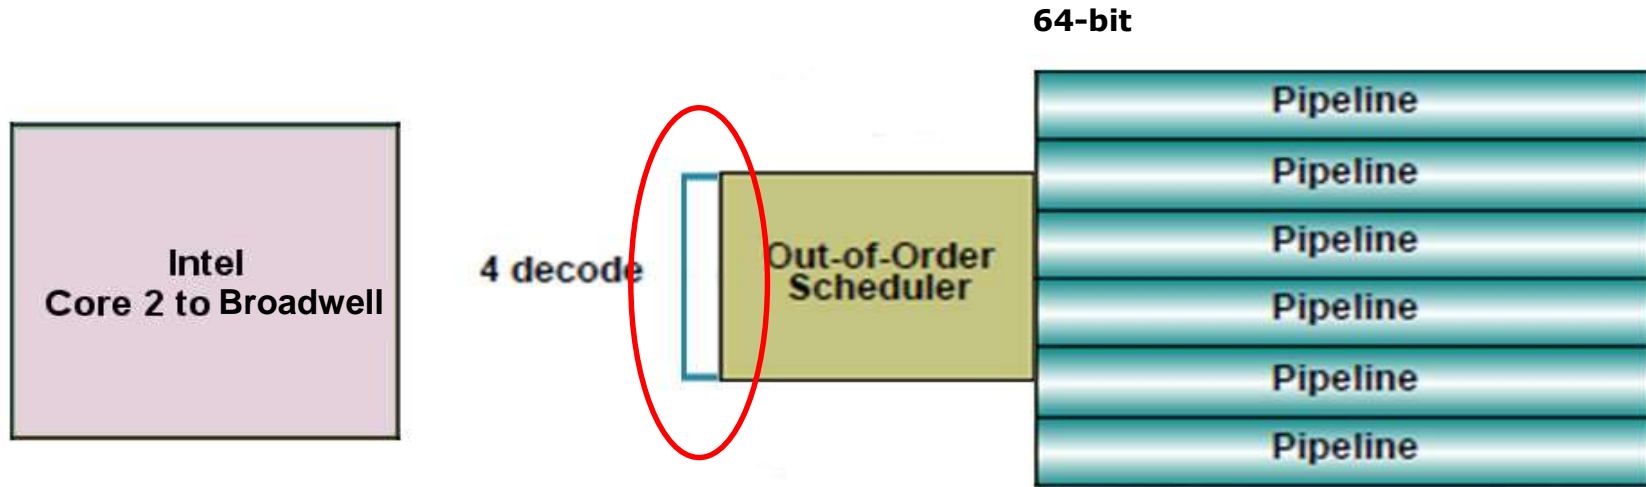 64-bit
Intel
Core 2 to Broadwell
4 decode
Out-of-Order
Scheduler
Pipeline
Pipeline
Pipeline
Pipeline
Pipeline
Pipeline